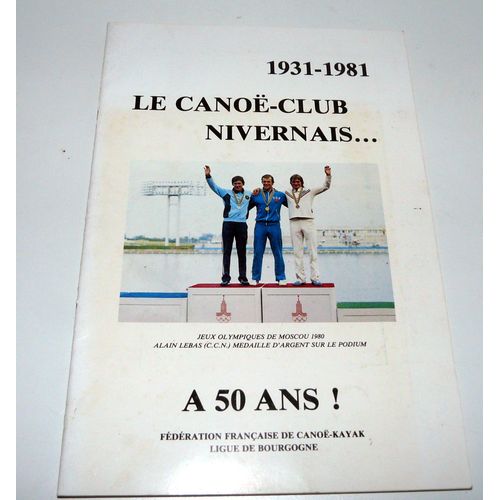 1931-1981
LE CANOË-CLUB
NIVERNAIS...
JEUX OLYMPIQUES DE MOSCOU 1980
ALAIN LEBAS (C.C.N.) MEDAILLE D'ARGENT SUR LE PODIUM
A 50 ANS !
FÉDÉRATION FRANÇAISE DE CANOË-KAYAK
LIGUE DE BOURGOGNE